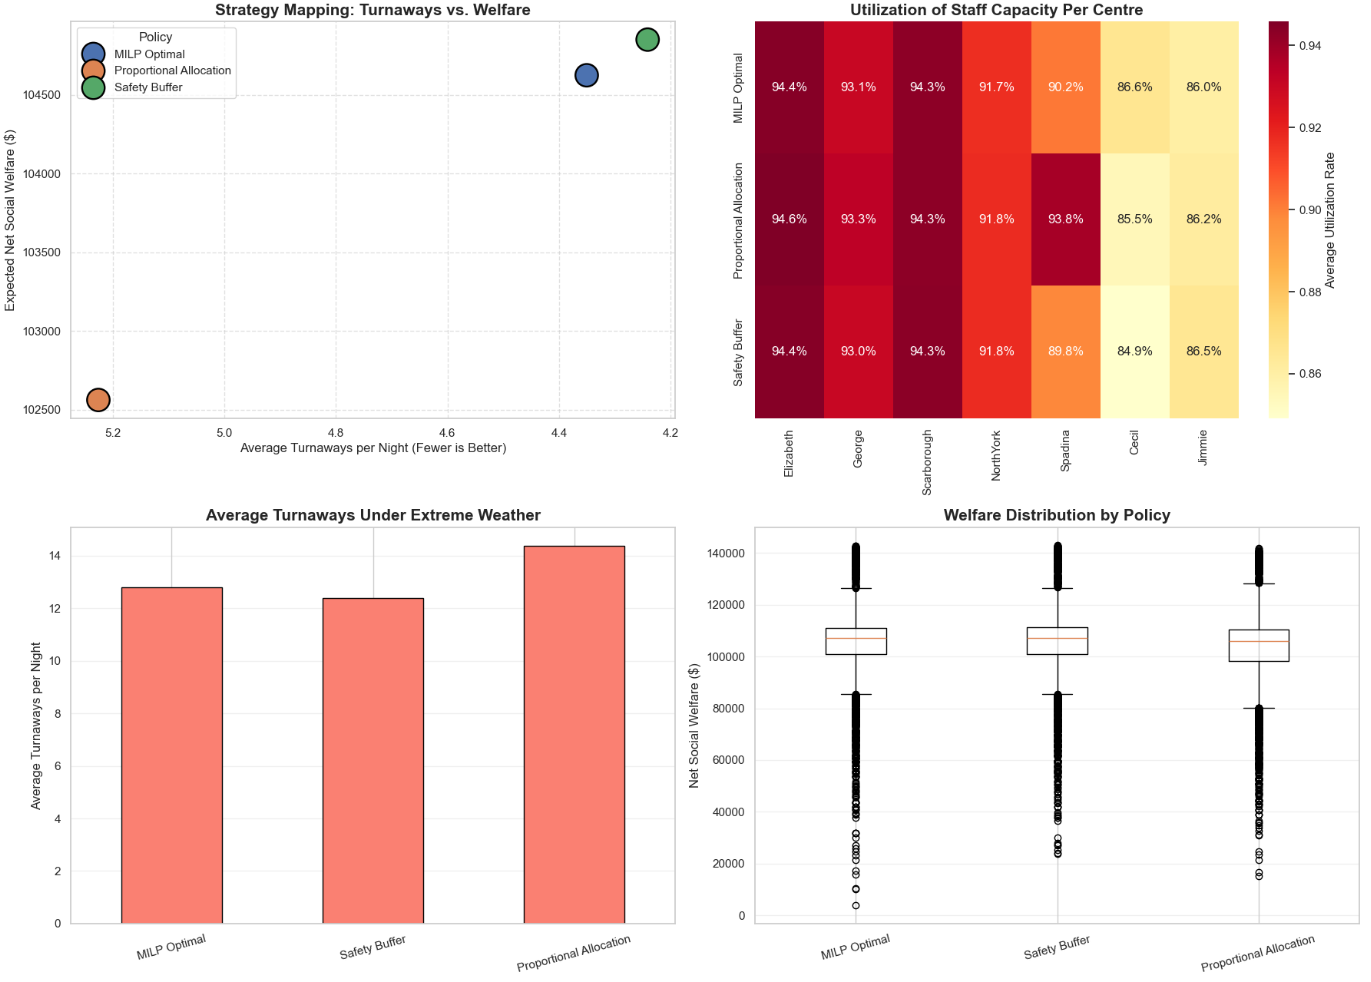 Strategy Mapping: Turnaways vs. Welfare
Policy
MILP Optimal
Proportional Allocation
Safety Buffer
104500
104000
103500
103000
102500
Expected Net Social Welfare ($)
5.2 5.0 4.8 4.6 4.4 4.2
Average Turnaways per Night (Fewer is Better)
Utilization of Staff Capacity Per Centre
MILP Optimal
94.4% 93.1% 94.3% 91.7% 90.2% 86.6% 86.0%
Proportional Allocation
94.6% 93.3% 94.3% 91.8% 93.8% 85.5% 86.2%
Safety Buffer
94.4% 93.0% 94.3% 91.8% 89.8% 84.9% 86.5%
Elizabeth George Scarborough NorthYork Spadina Cecil Jimmie
0.94
0.92
0.90
0.88
0.86
Average Utilization Rate
Average Turnaways Under Extreme Weather
14
12
10
8
6
4
2
0
Average Turnaways per Night
MILP Optimal Safety Buffer Proportional Allocation
Welfare Distribution by Policy
140000
120000
100000
80000
60000
40000
20000
0
Net Social Welfare ($)
MILP Optimal Safety Buffer Proportional Allocation